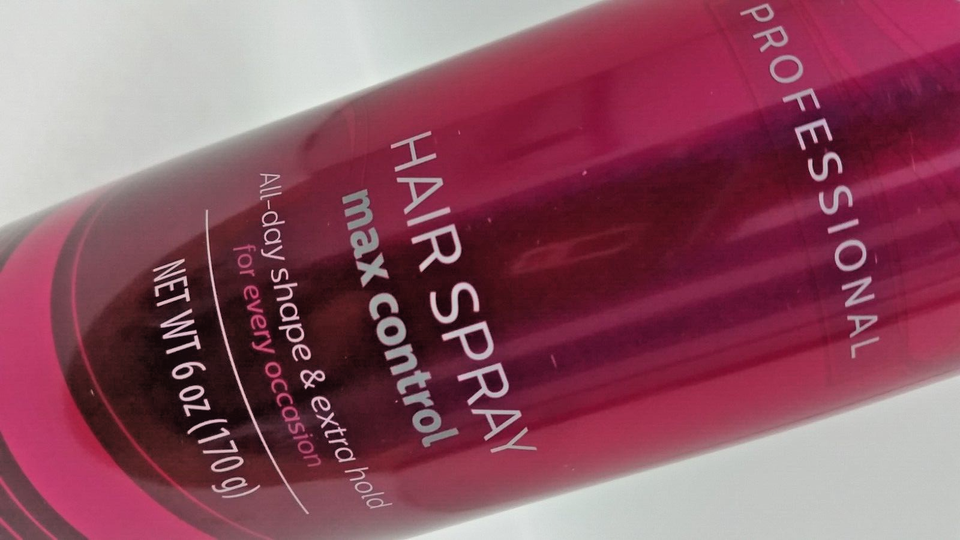 PROFESSIONAL
HAIR SPRAY
max control
All-day shape & extra hold
for every occasion
NET WT 6 oz (170 g)